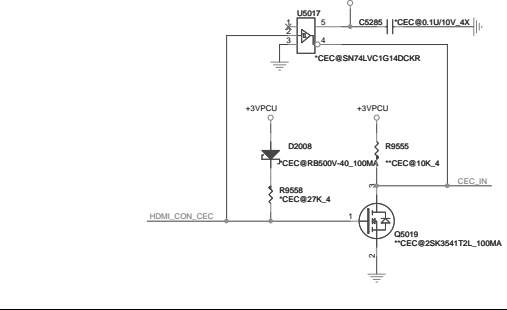 U5017
1
5
C5285
*CEC@0.1U/10V_4X
2
3
4
*CEC@SN74LVC1G14DCKR
+3VPCU
+3VPCU
D2008
R9555
*CEC@RB500V-40_100MA
**CEC@10K_4
R9558
3
CEC_IN
*CEC@27K_4
HDMI_CON_CEC
1
Q5019
**CEC@2SK3541T2L_100MA
2